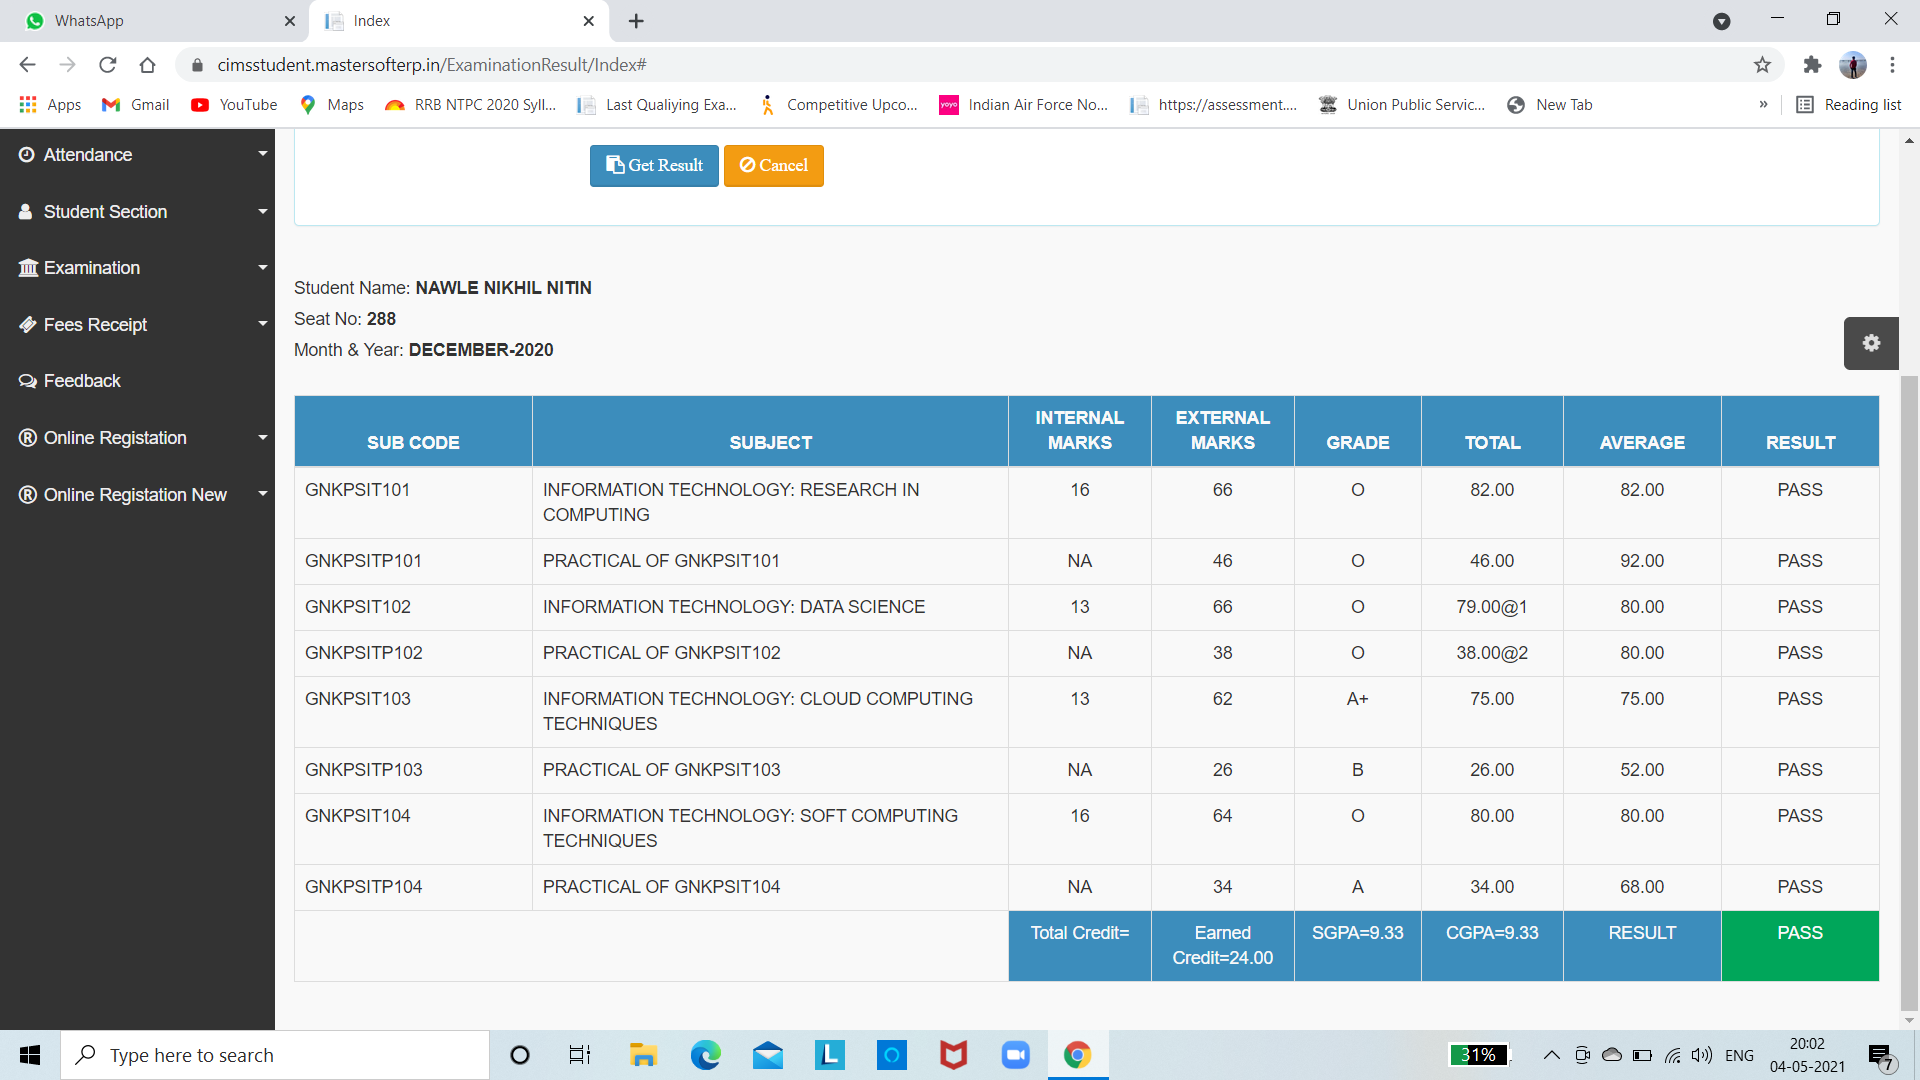 WhatsApp
Index
cimsstudent.mastersofterp.in/ExaminationResult/Index#
Apps Gmail YouTube Maps RRB NTPC 2020 Syll... Last Qualiying Exa... Competitive Upco... yoyo Indian Air Force No... https://assessment.... Union Public Servic... New Tab » Reading list
Attendance
Student Section
Examination
Fees Receipt
Feedback
Online Registation
Online Registation New
Get Result Cancel
Student Name: NAWLE NIKHIL NITIN
Seat No: 288
Month & Year: DECEMBER-2020
SUB CODE SUBJECT INTERNAL MARKS EXTERNAL MARKS GRADE TOTAL AVERAGE RESULT
GNKPSIT101 INFORMATION TECHNOLOGY: RESEARCH IN 16 66 O 82.00 82.00 PASS
COMPUTING
GNKPSITP101 PRACTICAL OF GNKPSIT101 NA 46 O 46.00 92.00 PASS
GNKPSIT102 INFORMATION TECHNOLOGY: DATA SCIENCE 13 66 O 79.00@1 80.00 PASS
GNKPSITP102 PRACTICAL OF GNKPSIT102 NA 38 O 38.00@2 80.00 PASS
GNKPSIT103 INFORMATION TECHNOLOGY: CLOUD COMPUTING 13 62 A+ 75.00 75.00 PASS
TECHNIQUES
GNKPSITP103 PRACTICAL OF GNKPSIT103 NA 26 B 26.00 52.00 PASS
GNKPSIT104 INFORMATION TECHNOLOGY: SOFT COMPUTING 16 64 O 80.00 80.00 PASS
TECHNIQUES
GNKPSITP104 PRACTICAL OF GNKPSIT104 NA 34 A 34.00 68.00 PASS
Total Credit= Earned SGPA=9.33 CGPA=9.33 RESULT PASS
Credit=24.00
Type here to search
L
31%
ENG
20:02
04-05-2021
7